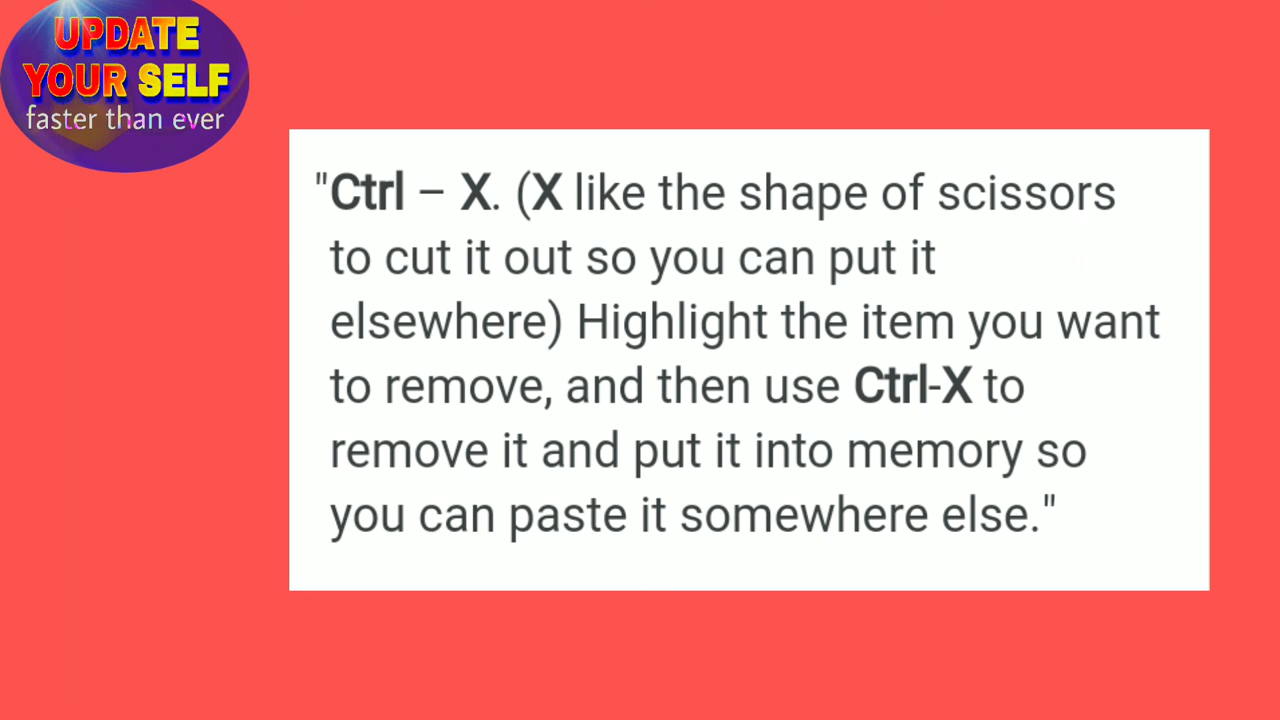 UPDATE
YOUR SELF
faster than ever
"Ctrl – X. (X like the shape of scissors
to cut it out so you can put it
elsewhere) Highlight the item you want
to remove, and then use Ctrl-X to
remove it and put it into memory so
you can paste it somewhere else."